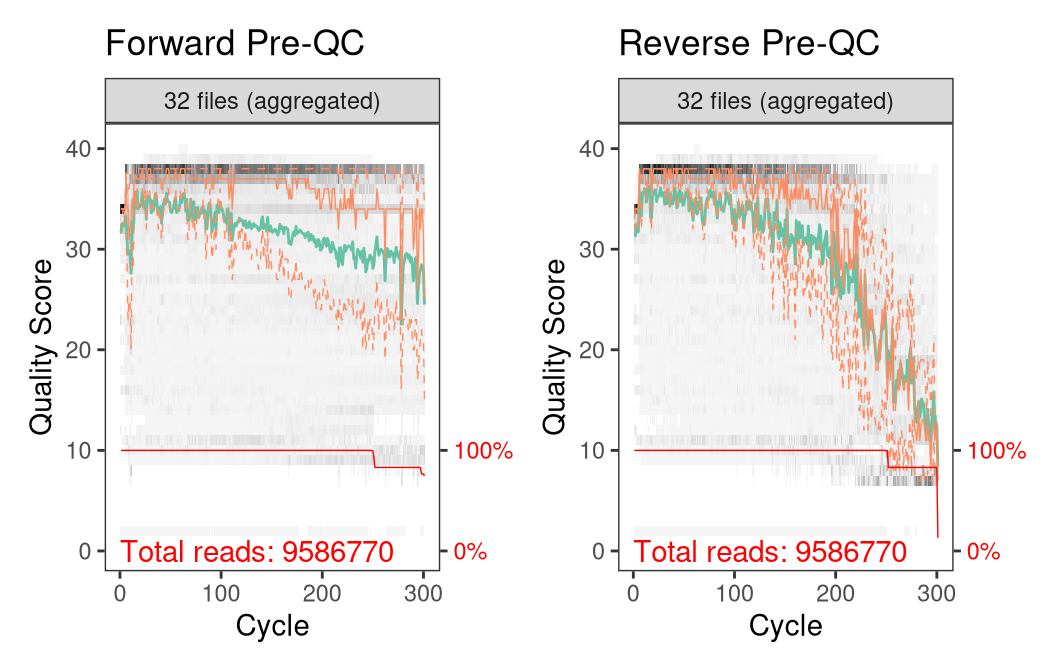 Forward Pre-QC
32 files (aggregated)
40
30
20
10
0
Quality Score
100%
0%
Total reads: 9586770
0 100 200 300
Cycle
Reverse Pre-QC
32 files (aggregated)
40
30
20
10
0
Quality Score
100%
0%
Total reads: 9586770
0 100 200 300
Cycle